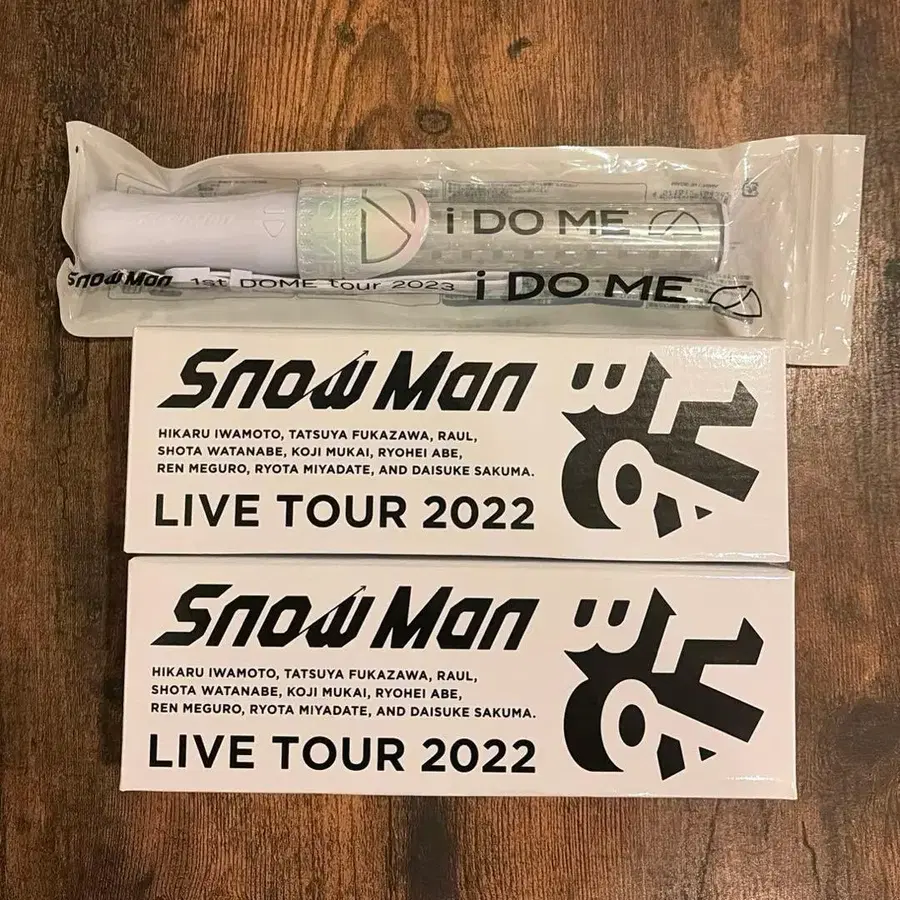 i DO ME
Snow Man 1st DOME tour 2023 i DO ME
Snow Man
HIKARU IWAMOTO, TATSUYA FUKAZAWA, RAUL,
SHOTA WATANABE, KOJI MUKAI, RYOHEI ABE,
REN MEGURO, RYOTA MIYADATE, AND DAISUKE SAKUMA.
LIVE TOUR 2022
Snow Man
HIKARU IWAMOTO, TATSUYA FUKAZAWA, RAUL,
SHOTA WATANABE, KOJI MUKAI, RYOHEI ABE,
REN MEGURO, RYOTA MIYADATE, AND DAISUKE SAKUMA.
LIVE TOUR 2022